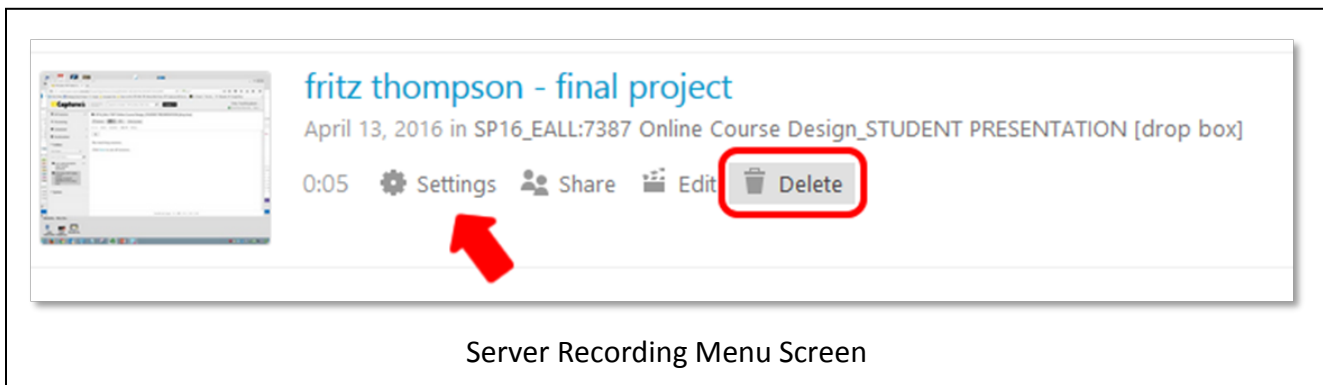 fritz thompson - final project
April 13, 2016 in SP16_EALL:7387 Online Course Design_STUDENT PRESENTATION [drop box]
0:05 Settings Share Edit Delete
Server Recording Menu Screen